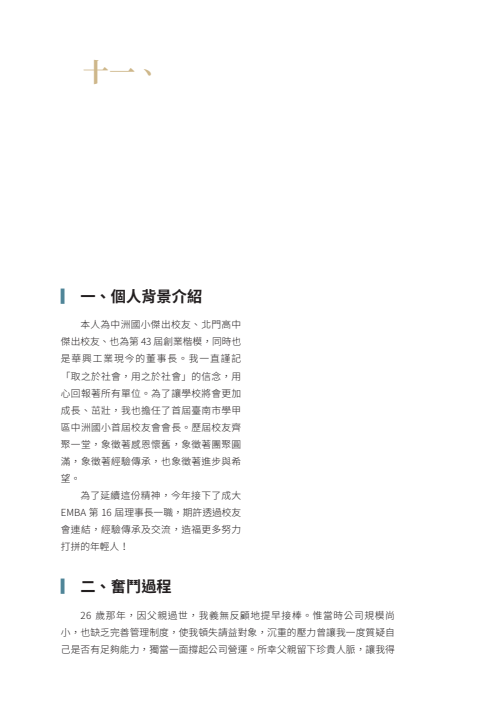 十一、
一、個人背景介紹
本人為中洲國小傑出校友、北門高中
傑出校友、也為第 43 屆創業楷模，同時也
是華興工業現今的董事長。我一直謹記
「取之於社會，用之於社會」的信念，用
心回報著所有單位。為了讓學校將會更加
成長、茁壯，我也擔任了首屆臺南市學甲
區中洲國小首屆校友會會長。歷屆校友齊
聚一堂，象徵著感恩懷舊，象徵著團聚圓
滿，象徵著經驗傳承，也象徵著進步與希
望。
為了延續這份精神，今年接下了成大
EMBA 第 16 屆理事長一職，期許透過校友
會連結，經驗傳承及交流，造福更多努力
打拼的年輕人！
二、奮鬥過程
26 歲那年，因父親過世，我義無反顧地提早接棒。惟當時公司規模尚
小，也缺乏完善管理制度，使我頓失請益對象，沉重的壓力曾讓我一度質疑自
己是否有足夠能力，獨當一面撐起公司營運。所幸父親留下珍貴人脈，讓我得